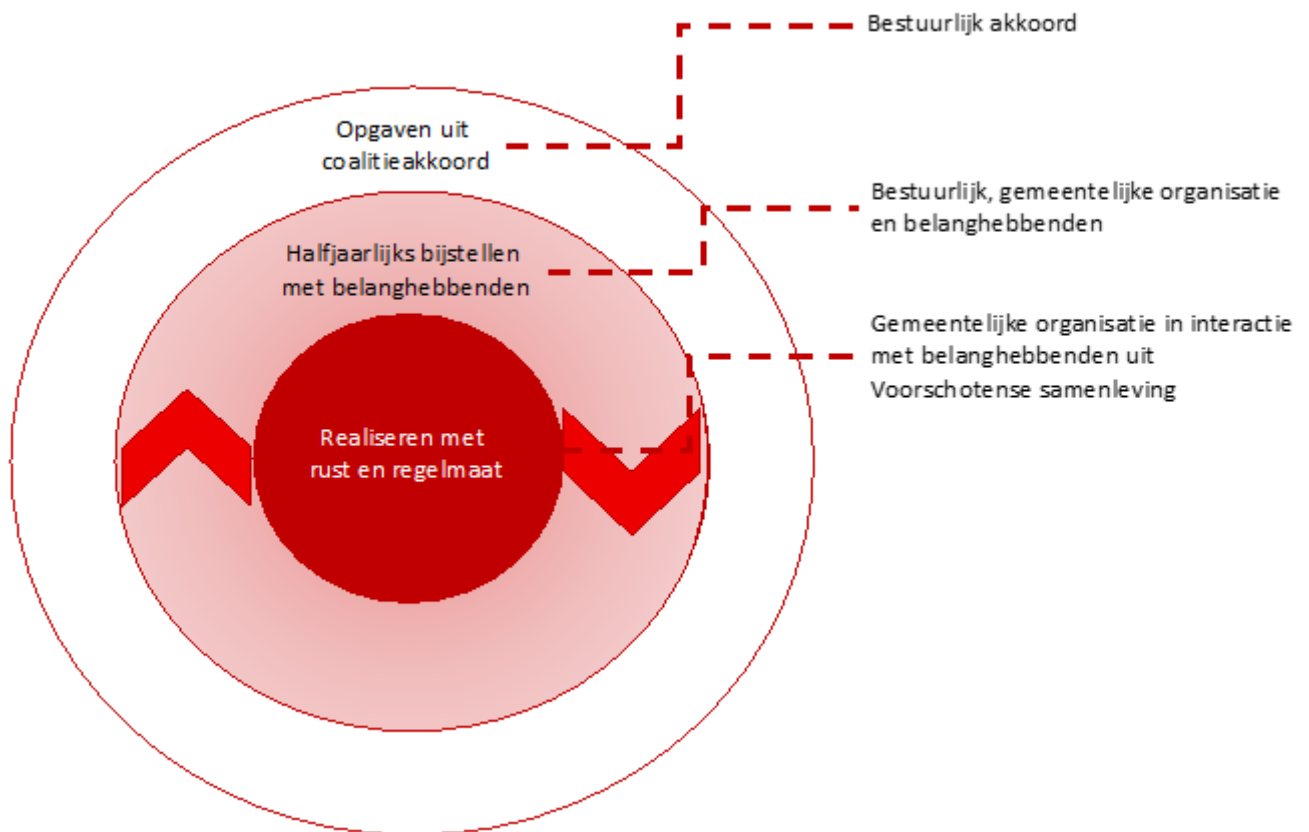 Bestuurlijk akkoord
Opgaven uit
coalitieakkoord
Bestuurlijk, gemeentelijke organisatie
en belanghebbenden
Halfjaarlijks bijstellen
met belanghebbenden
Gemeentelijke organisatie in interactie
met belanghebbenden uit
Voorschotense samenleving
Realiseren met
rust en regelmaat